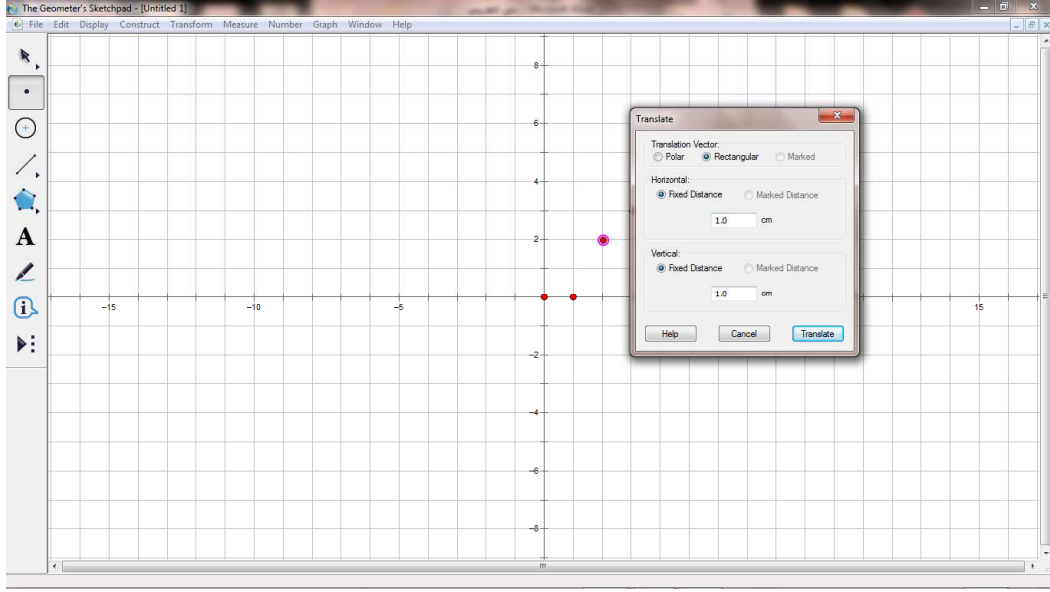 The Geometer's Sketchpad - [Untitled 1]
File Edit Display Construct Transform Measure Number Graph Window Help
8
6
4
2
-15 -10 -5 15
-2
-4
-6
-8
A
i
Translate
Translation Vector:
Polar Rectangular Marked
Horizontal:
Fixed Distance Marked Distance
1.0 cm
Vertical:
Fixed Distance Marked Distance
1.0 cm
Help Cancel Translate